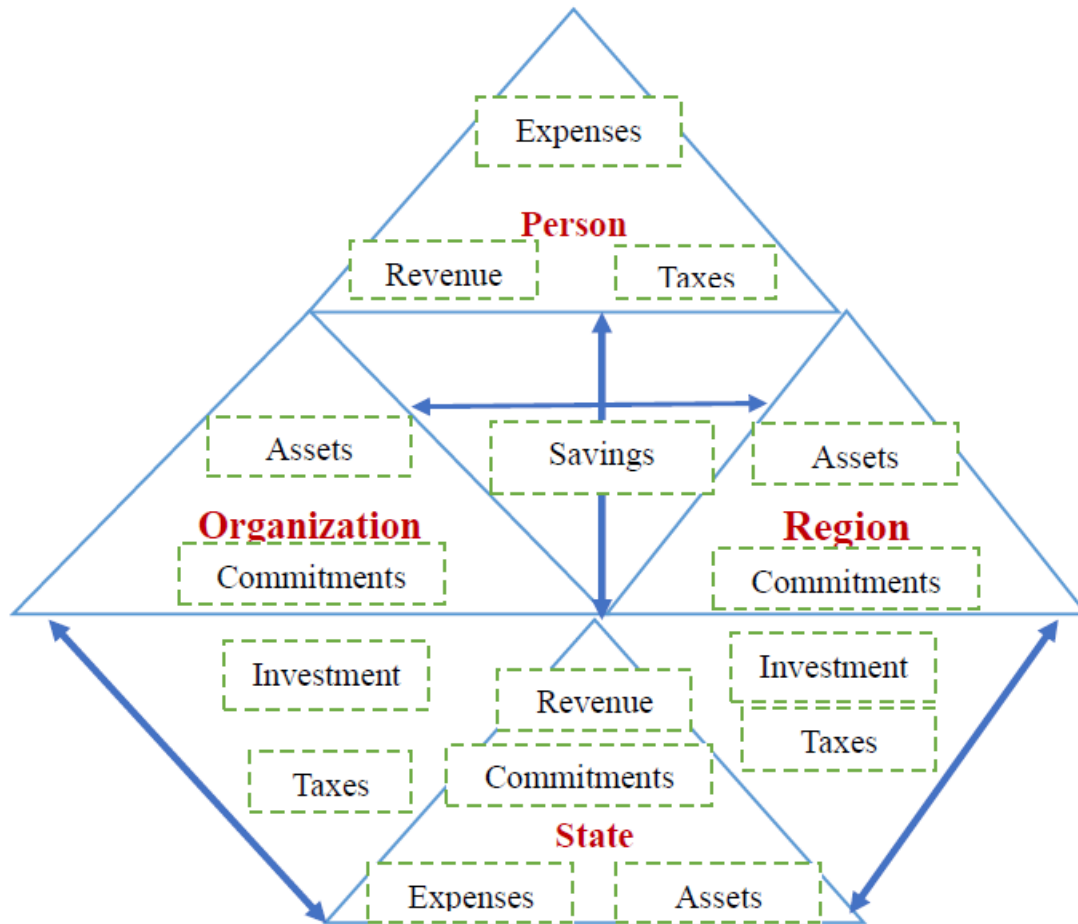 Expenses
Person
Revenue
Taxes
Assets
Savings
Assets
Organization
Region
Commitments
Commitments
Investment
Investment
Revenue
Taxes
Taxes
Commitments
State
Expenses
Assets